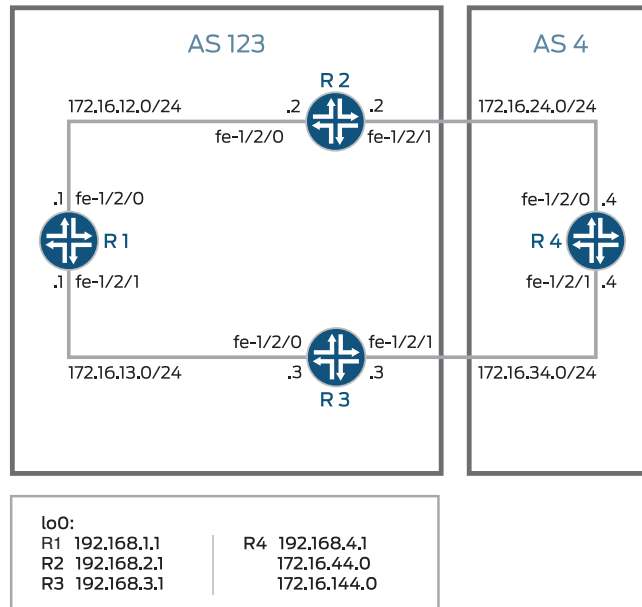 AS 123
AS 4
R 2
172.16.12.0/24
.2
.2
172.16.24.0/24
fe-1/2/0
fe-1/2/1
.1
fe-1/2/0
fe-1/2/0
.4
R 1
R 4
.1
fe-1/2/1
fe-1/2/1
.4
fe-1/2/0
fe-1/2/1
172.16.13.0/24
.3
.3
172.16.34.0/24
R 3
lo0:
R1 192.168.1.1
R4 192.168.4.1
R2 192.168.2.1
172.16.44.0
R3 192.168.3.1
172.16.144.0